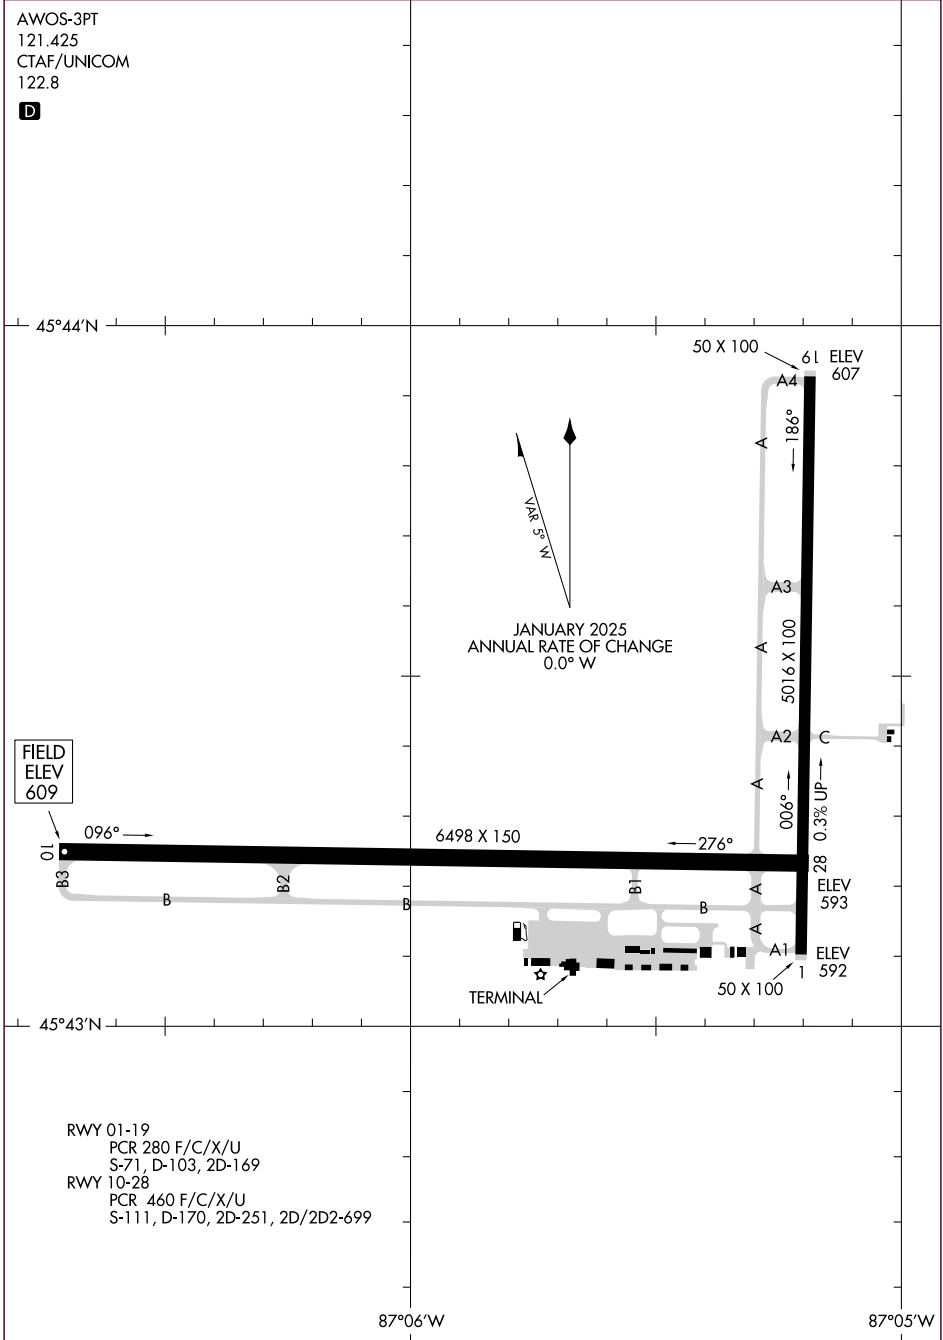 AWOS-3PT
121.425
CTAF/UNICOM
122.8
D
45°44'N
50 X 100
19
ELEV
607
A4
186°
A
VAR 5° W
A3
JANUARY 2025
ANNUAL RATE OF CHANGE
0.0° W
A
5016 X 100
A2
C
FIELD
ELEV
609
A
006°
0.3% UP
096°
6498 X 150
276°
10
28
B3
B2
B1
A
ELEV
593
B
B
B
A
A1
ELEV
592
1
50 X 100
TERMINAL
45°43'N
RWY 01-19
PCR 280 F/C/X/U
S-71, D-103, 2D-169
RWY 10-28
PCR 460 F/C/X/U
S-111, D-170, 2D-251, 2D/2D2-699
87°06'W
87°05'W